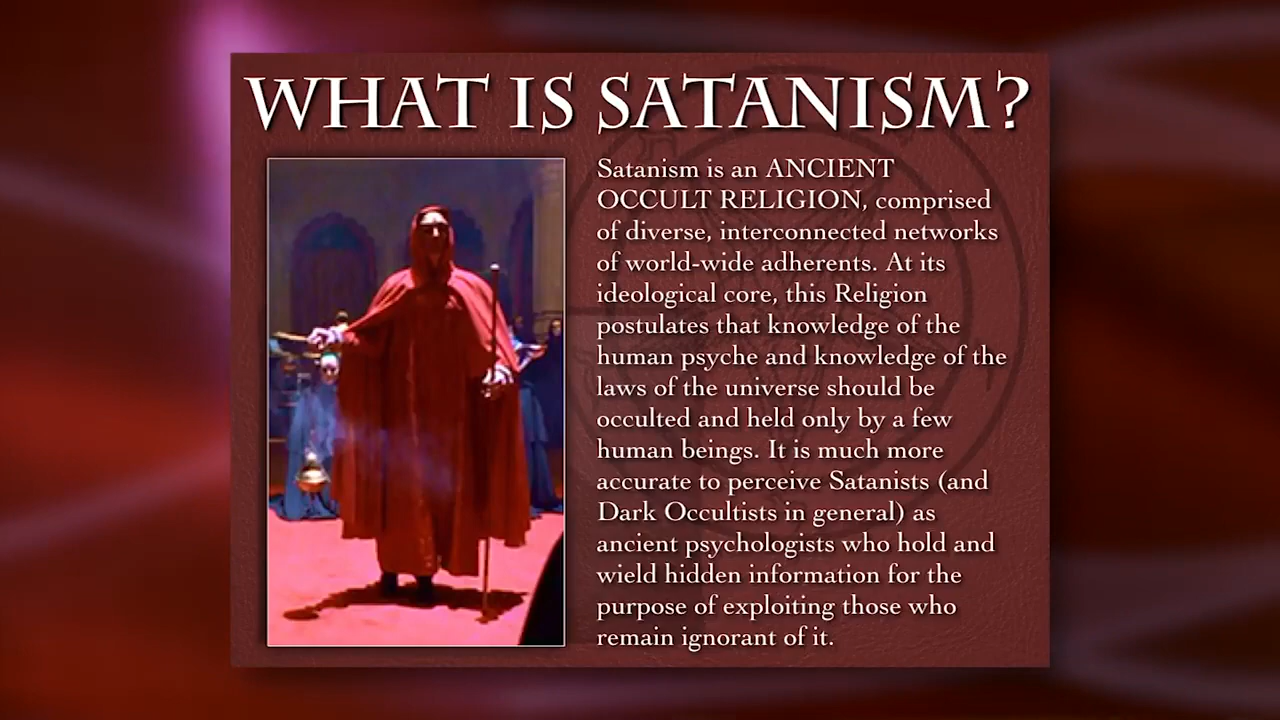 WHAT IS SATANISM?
Satanism is an ANCIENT
OCCULT RELIGION, comprised
of diverse, interconnected networks
of world-wide adherents. At its
ideological core, this Religion
postulates that knowledge of the
human psyche and knowledge of the
laws of the universe should be
occulted and held only by a few
human beings. It is much more
accurate to perceive Satanists (and
Dark Occultists in general) as
ancient psychologists who hold and
wield hidden information for the
purpose of exploiting those who
remain ignorant of it.